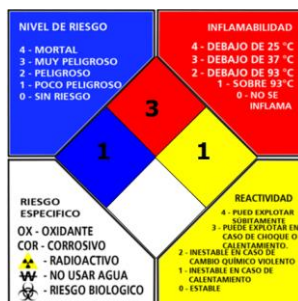 NIVEL DE RIESGO
4 - MORTAL
3 - MUY PELIGROSO
2 - PELIGROSO
1 - POCO PELIGROSO
0 - SIN RIESGO
INFLAMABILIDAD
4 - DEBAJO DE 25 °C
3 - DEBAJO DE 37 °C
2 - DEBAJO DE 93 °C
1 - SOBRE 93°C
0 - NO SE
INFLAMA
3
1
1
RIESGO
ESPECIFICO
OX - OXIDANTE
COR - CORROSIVO
- RADIOACTIVO
W - NO USAR AGUA
- RIESGO BIOLOGICO
REACTIVIDAD
4 - PUED EXPLOTAR
SÚBITAMENTE
3 - PUEDE EXPLOTAR EN
CASO DE CHOQUE O
CALENTAMIENTO.
2 - INESTABLE EN CASO DE
CAMBIO QUÍMICO VIOLENTO
1 - INESTABLE EN CASO DE
CALENTAMIENTO
0 - ESTABLE